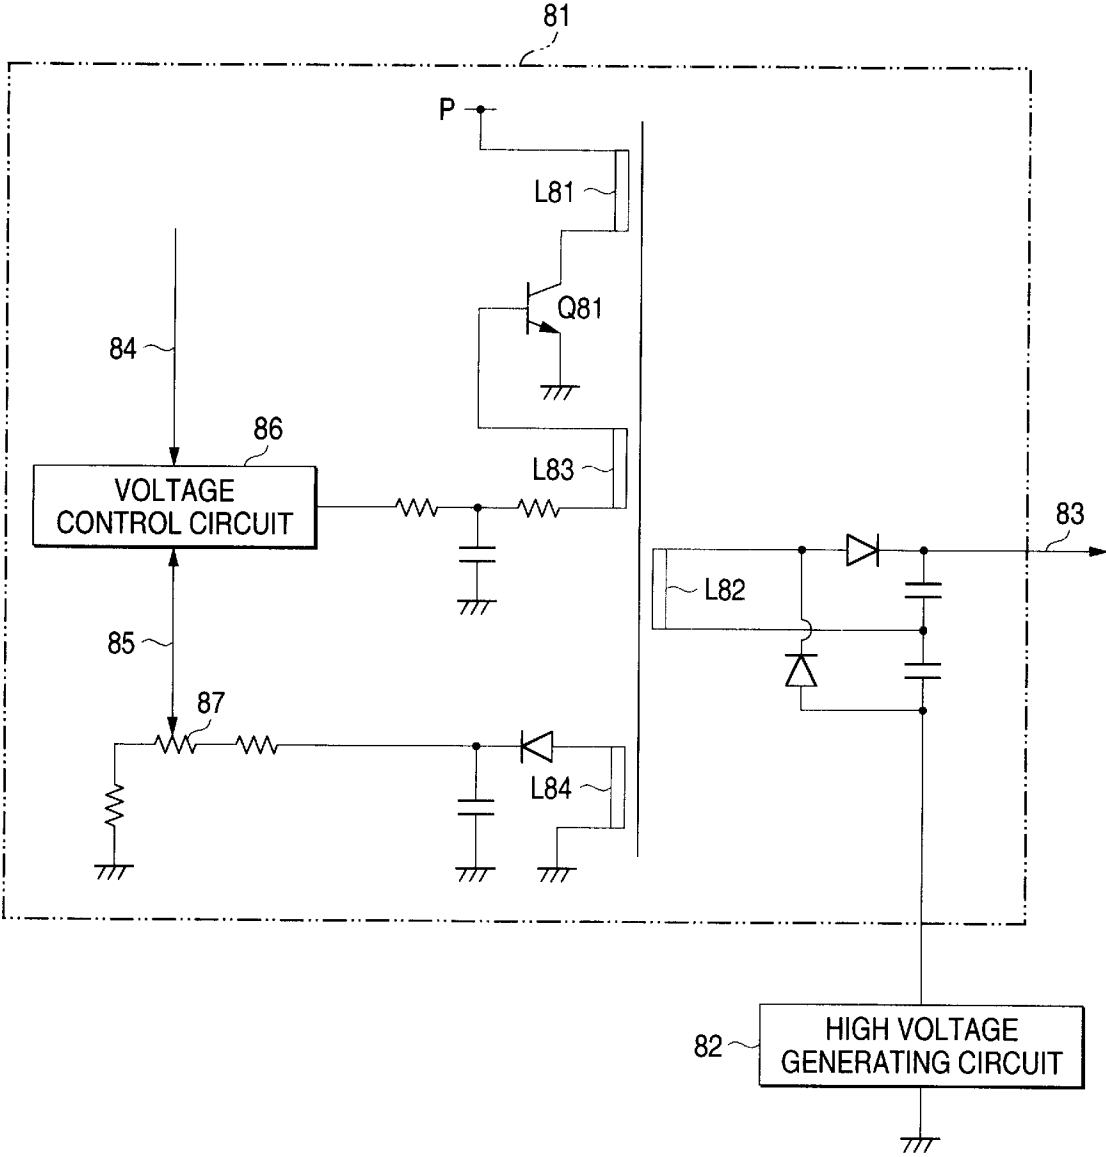 81
P
L81
Q81
84
86
L83
VOLTAGE
CONTROL CIRCUIT
83
L82
85
87
L84
82
HIGH VOLTAGE
GENERATING CIRCUIT